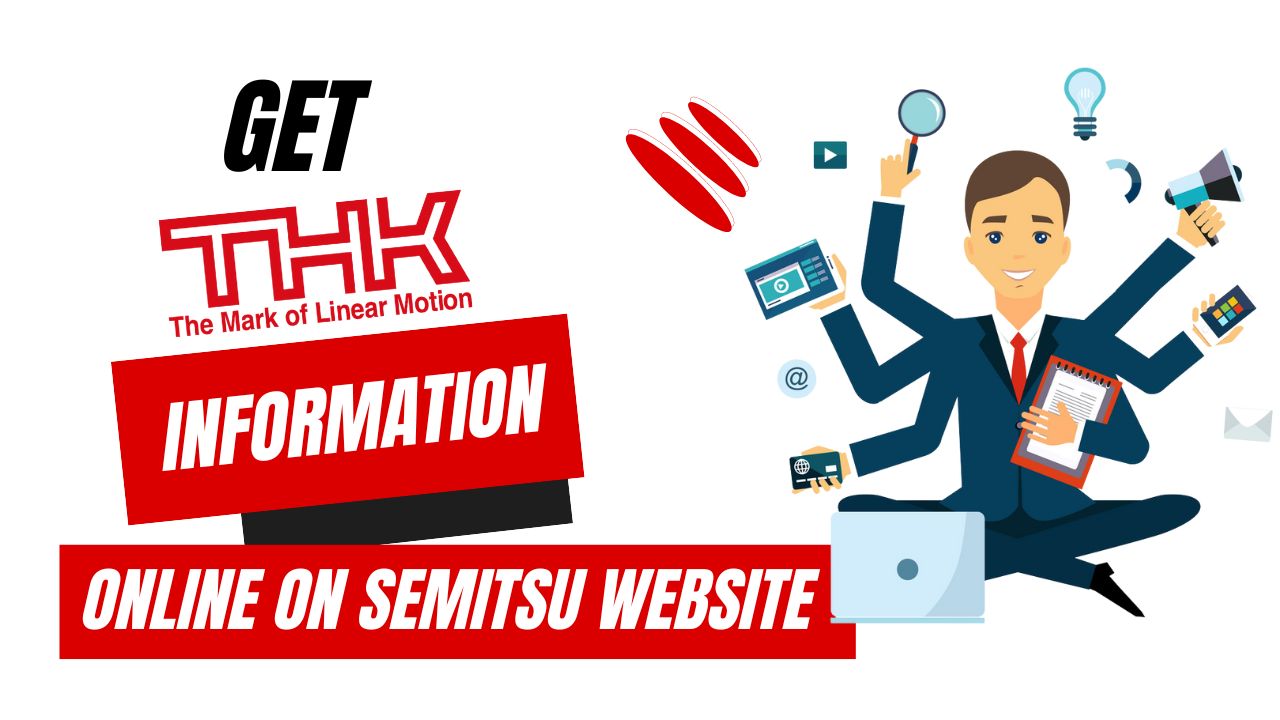 GET
THK
The Mark of Linear Motion
INFORMATION
ONLINE ON SEMITSU WEBSITE
@